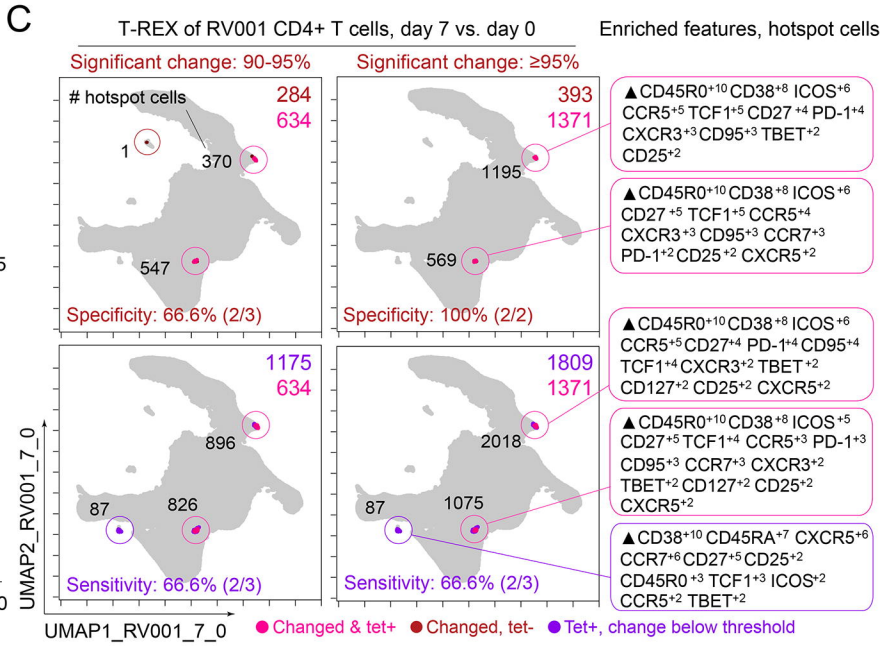 C
T-REX of RV001 CD4+ T cells, day 7 vs. day 0
Enriched features, hotspot cells
Significant change: 90-95%
Significant change: ≥95%
# hotspot cells
284
634
1
370
547
Specificity: 66.6% (2/3)
393
1371
1195
569
Specificity: 100% (2/2)
▲CD45R0+10 CD38+8 ICOS+6
CCR5+5 TCF1+5 CD27 +4 PD-1+4
CXCR3+3 CD95+3 TBET+2
CD25+2
▲CD45R0+10 CD38+8 ICOS+6
CD27 +5 TCF1+5 CCR5+4
CXCR3+3 CD95+3 CCR7+3
PD-1+2 CD25+2 CXCR5+2
5
1175
634
896
87
826
Sensitivity: 66.6% (2/3)
1809
1371
2018
87
1075
Sensitivity: 66.6% (2/3)
▲CD45R0+10 CD38+8 ICOS+6
CCR5+5 CD27+4 PD-1+4 CD95+4
TCF1+4 CXCR3+2 TBET +2
CD127+2 CD25+2 CXCR5+2
▲CD45R0+10 CD38+8 ICOS+5
CD27+5 TCF1+4 CCR5+3 PD-1+3
CD95+3 CCR7+3 CXCR3+2
TBET+2 CD127+2 CD25+2
CXCR5+2
▲CD38+10 CD45RA+7 CXCR5+6
CCR7+6 CD27+5 CD25+2
CD45R0 +3 TCF1+3 ICOS+2
CCR5+2 TBET+2
0
UMAP2_RV001_7_0
UMAP1_RV001_7_0
Changed & tet+
Changed, tet-
Tet+, change below threshold